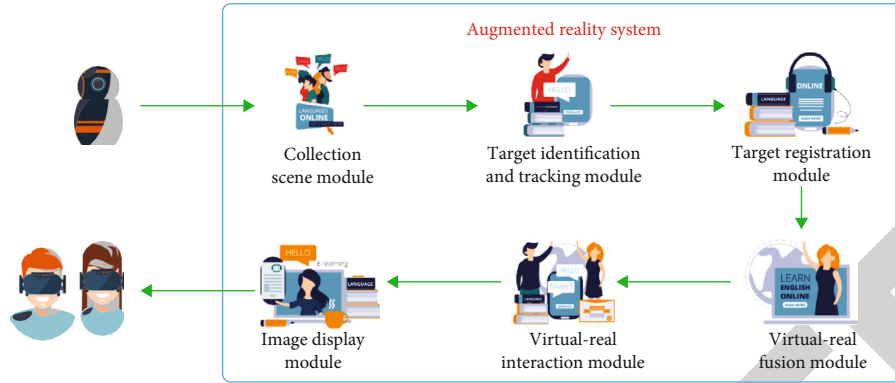 Augmented reality system
LANGUAGES
ONLINE
HELLO
LANGUAGE
ONLINE
Collection
scene module
Target identification
and tracking module
Target registration
module
HELLO
E-learning
LANGUAGE
HELLO
LANGUAGE
LEARN
ENGLISH
ONLINE
Image display
module
Virtual-real
interaction module
Virtual-real
fusion module